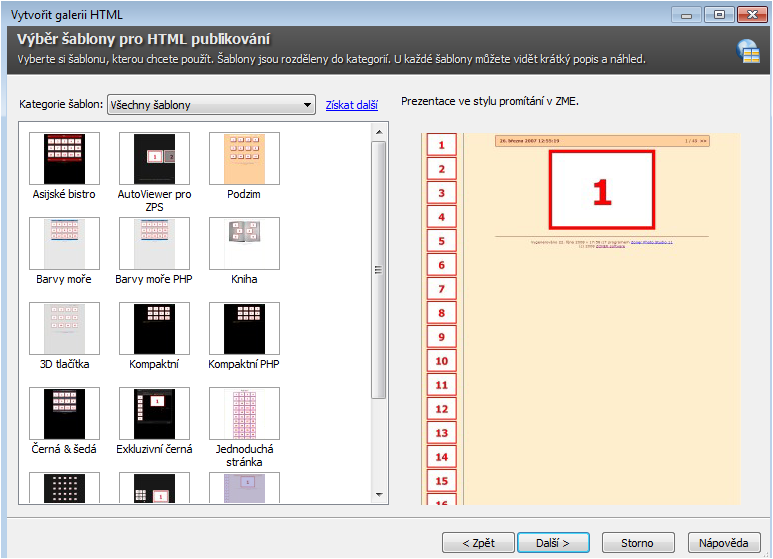 Vytvořit galerii HTML
Výběr šablony pro HTML publikování
Vyberte si šablonu, kterou chcete použít. Šablony jsou rozděleny do kategorií. U každé šablony můžete vidět krátký popis a náhled.
Kategorie šablon: Všechny šablony Získat další
Prezentace ve stylu promítání v ZME.
Asijské bistro
AutoViewer pro
ZPS
Podzim
Barvy moře
Barvy moře PHP
Kniha
3D tlačítka
Kompaktní
Kompaktní PHP
Černá & šedá
Exkluzivní černá
Jednoduchá
stránka
1
2
3
4
5
6
7
8
9
10
11
12
13
14
15
16
26. března 2007 12:55:19
1 / 40 >>
1
< Zpět
Další >
Storno
Nápověda